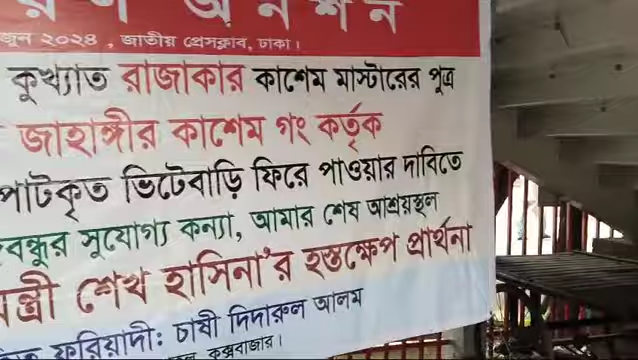 অনশন
জুন ২০২৪ , জাতীয় প্রেসক্লাব, ঢাকা।
কুখ্যাত রাজাকার কাশেম মাস্টারের পুত্র
জাহাঙ্গীর কাশেম গং কর্তৃক
পাটকৃত ভিটেবাড়ি ফিরে পাওয়ার দাবিতে
বন্ধুর সুযোগ্য কন্যা, আমার শেষ আশ্রয়স্থল
মন্ত্রী শেখ হাসিনা'র হস্তক্ষেপ প্রার্থনা
ফরিয়াদী: চাষী দিদারুল আলম
কক্সবাজার।